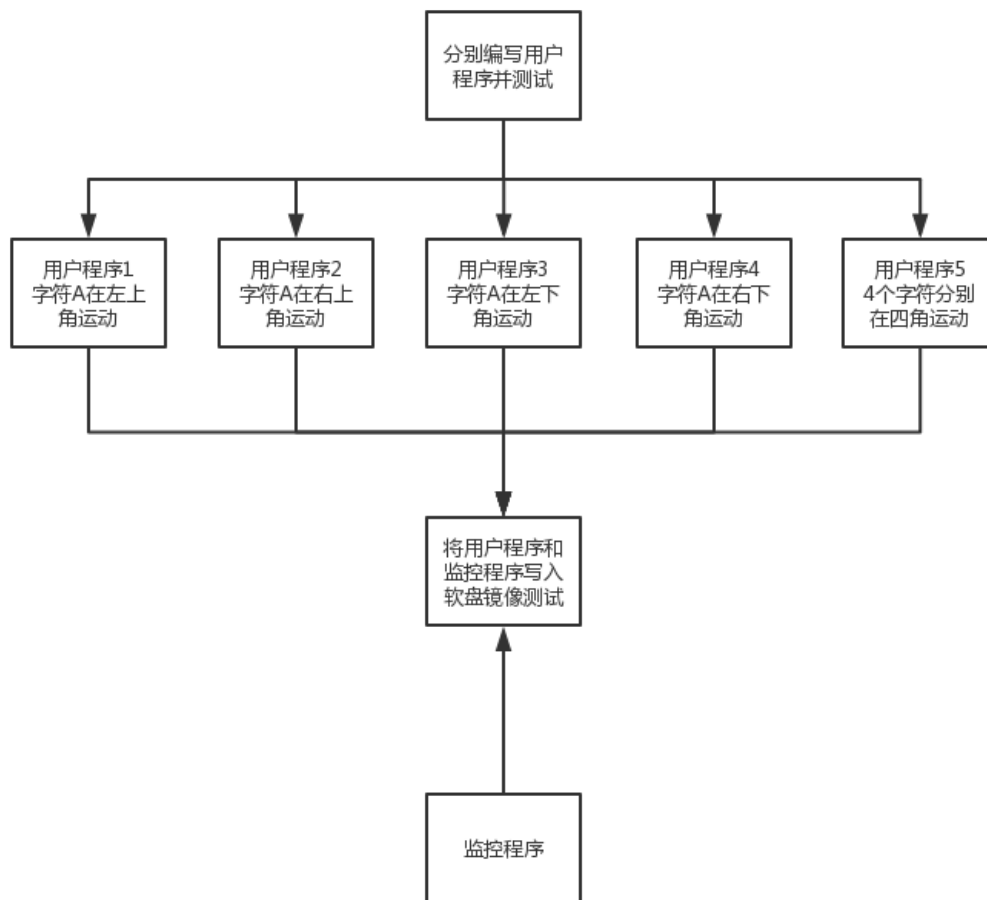 分别编写用户
程序并测试
用户程序1
字符A在左上
角运动
用户程序2
字符A在右上
角运动
用户程序3
字符A在左下
角运动
用户程序4
字符A在右下
角运动
用户程序5
4个字符分别
在四角运动
将用户程序和
监控程序写入
软盘镜像测试
监控程序